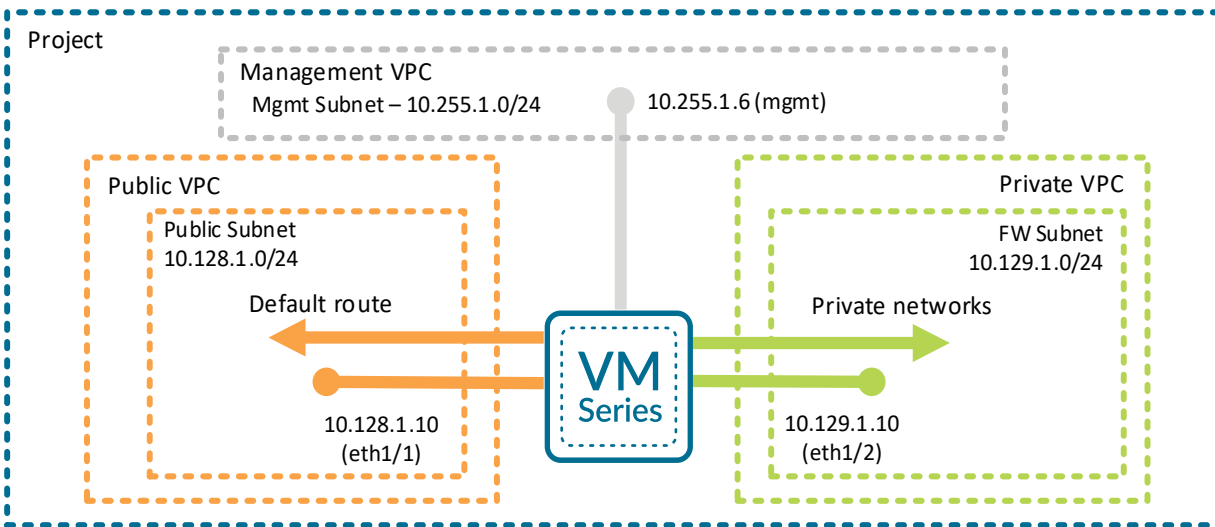 Project
Management VPC
Mgmt Subnet – 10.255.1.0/24
10.255.1.6 (mgmt)
Public VPC
Public Subnet
10.128.1.0/24
Default route
10.128.1.10
(eth1/1)
VM
Series
Private VPC
FW Subnet
10.129.1.0/24
Private networks
10.129.1.10
(eth1/2)